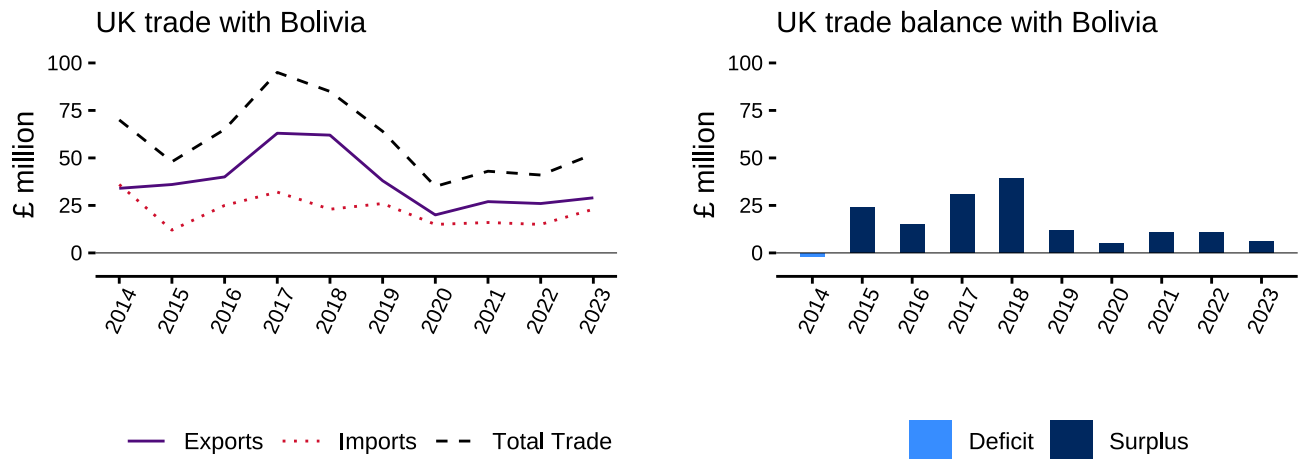 UK trade with Bolivia
£ million
100
75
50
25
0
2014 2015 2016 2017 2018 2019 2020 2021 2022 2023
Exports Imports Total Trade
UK trade balance with Bolivia
£ million
100
75
50
25
0
2014 2015 2016 2017 2018 2019 2020 2021 2022 2023
Deficit Surplus